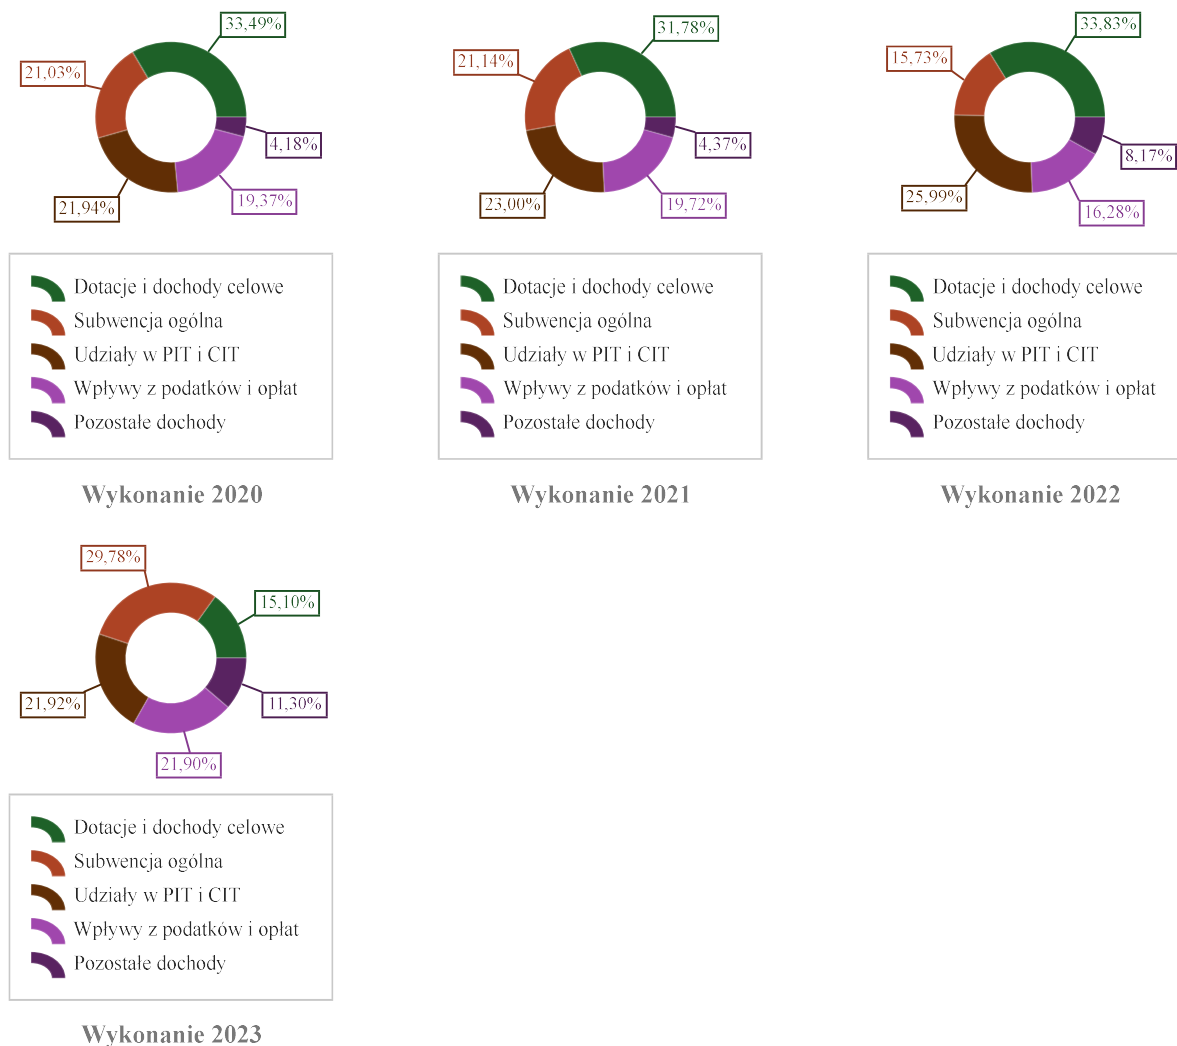 33,49%
21,03%
4,18%
19,37%
21,94%
Dotacje i dochody celowe
Subwencja ogólna
Udziały w PIT i CIT
Wpływy z podatków i opłat
Pozostałe dochody
Wykonanie 2020
31,78%
21,14%
4,37%
19,72%
23,00%
Dotacje i dochody celowe
Subwencja ogólna
Udziały w PIT i CIT
Wpływy z podatków i opłat
Pozostałe dochody
Wykonanie 2021
33,83%
15,73%
8,17%
16,28%
25,99%
Dotacje i dochody celowe
Subwencja ogólna
Udziały w PIT i CIT
Wpływy z podatków i opłat
Pozostałe dochody
Wykonanie 2022
29,78%
15,10%
21,92%
11,30%
21,90%
Dotacje i dochody celowe
Subwencja ogólna
Udziały w PIT i CIT
Wpływy z podatków i opłat
Pozostałe dochody
Wykonanie 2023